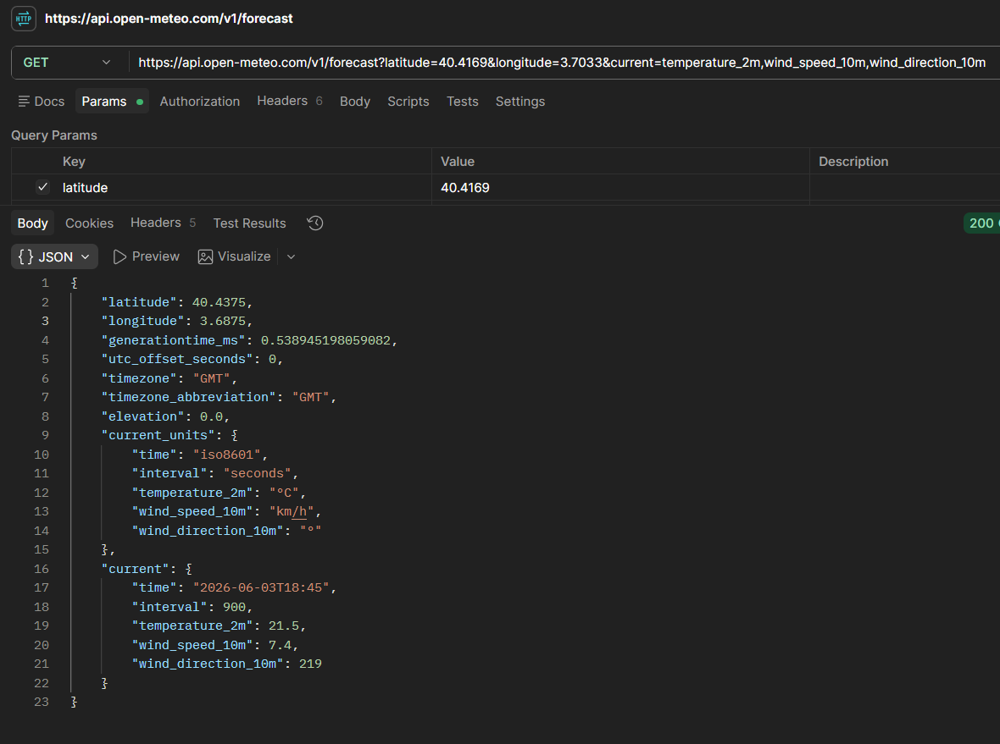 HTTP https://api.open-meteo.com/v1/forecast
GET https://api.open-meteo.com/v1/forecast?latitude=40.4169&longitude=3.7033&current=temperature_2m,wind_speed_10m,wind_direction_10m
Docs Params Authorization Headers 6 Body Scripts Tests Settings
Query Params
Key Value Description
latitude 40.4169
Body Cookies Headers 5 Test Results 200
{} JSON Preview Visualize
1 {
2 "latitude": 40.4375,
3 "longitude": 3.6875,
4 "generationtime_ms": 0.538945198059082,
5 "utc_offset_seconds": 0,
6 "timezone": "GMT",
7 "timezone_abbreviation": "GMT",
8 "elevation": 0.0,
9 "current_units": {
10 "time": "iso8601",
11 "interval": "seconds",
12 "temperature_2m": "°C",
13 "wind_speed_10m": "km/h",
14 "wind_direction_10m": "°"
15 },
16 "current": {
17 "time": "2026-06-03T18:45",
18 "interval": 900,
19 "temperature_2m": 21.5,
20 "wind_speed_10m": 7.4,
21 "wind_direction_10m": 219
22 }
23 }